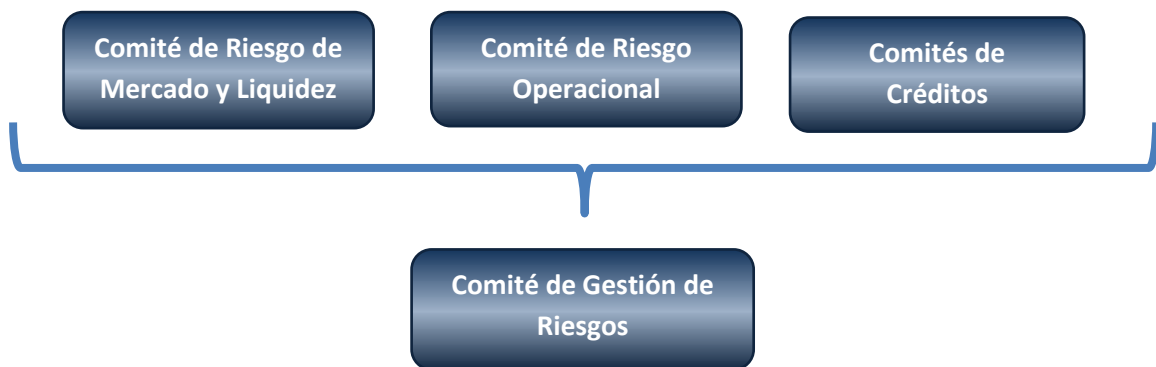 Comité de Riesgo de
Mercado y Liquidez
Comité de Riesgo
Operacional
Comités de
Créditos
Comité de Gestión de
Riesgos